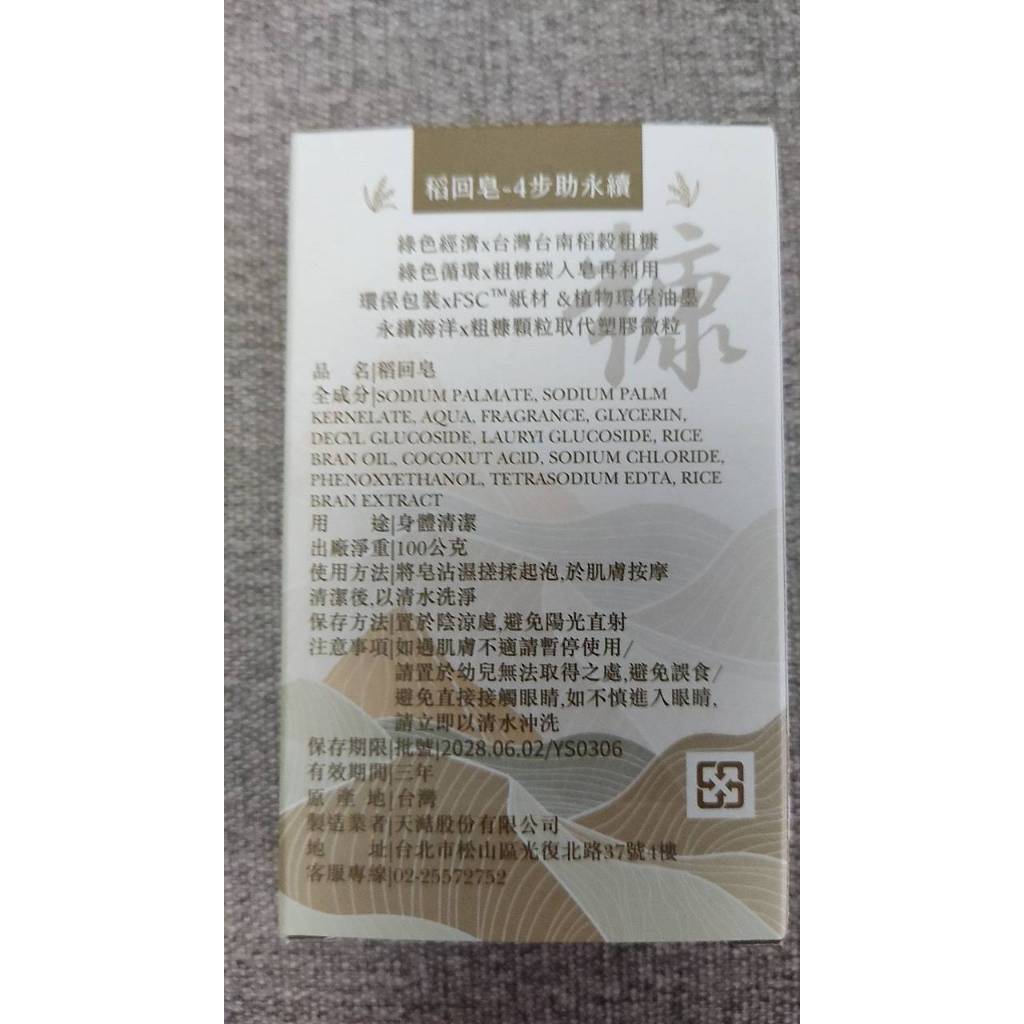 稻回皂-4步助永續
糠
綠色經濟x台灣台南稻穀粗糠
綠色循環x粗糠碳入皂再利用
環保包裝xFSC™紙材 &植物環保油墨
永續海洋x粗糠顆粒取代塑膠微粒
品 名|稻回皂
全成分|SODIUM PALMATE, SODIUM PALM
KERNELATE, AQUA, FRAGRANCE, GLYCERIN,
DECYL GLUCOSIDE, LAURYI GLUCOSIDE, RICE
BRAN OIL, COCONUT ACID, SODIUM CHLORIDE,
PHENOXYETHANOL, TETRASODIUM EDTA, RICE
BRAN EXTRACT
用 途|身體清潔
出廠淨重|100公克
使用方法|將皂沾濕搓揉起泡,於肌膚按摩
清潔後,以清水洗淨
保存方法|置於陰涼處,避免陽光直射
注意事項|如遇肌膚不適請暫停使用/
請置於幼兒無法取得之處,避免誤食/
避免直接接觸眼睛,如不慎進入眼睛,
請立即以清水沖洗
保存期限|批號|2028.06.02/YS0306
有效期間|三年
原 產 地|台灣
製造業者|天淞股份有限公司
地 址|台北市松山區光復北路37號4樓
客服專線|02-25572752